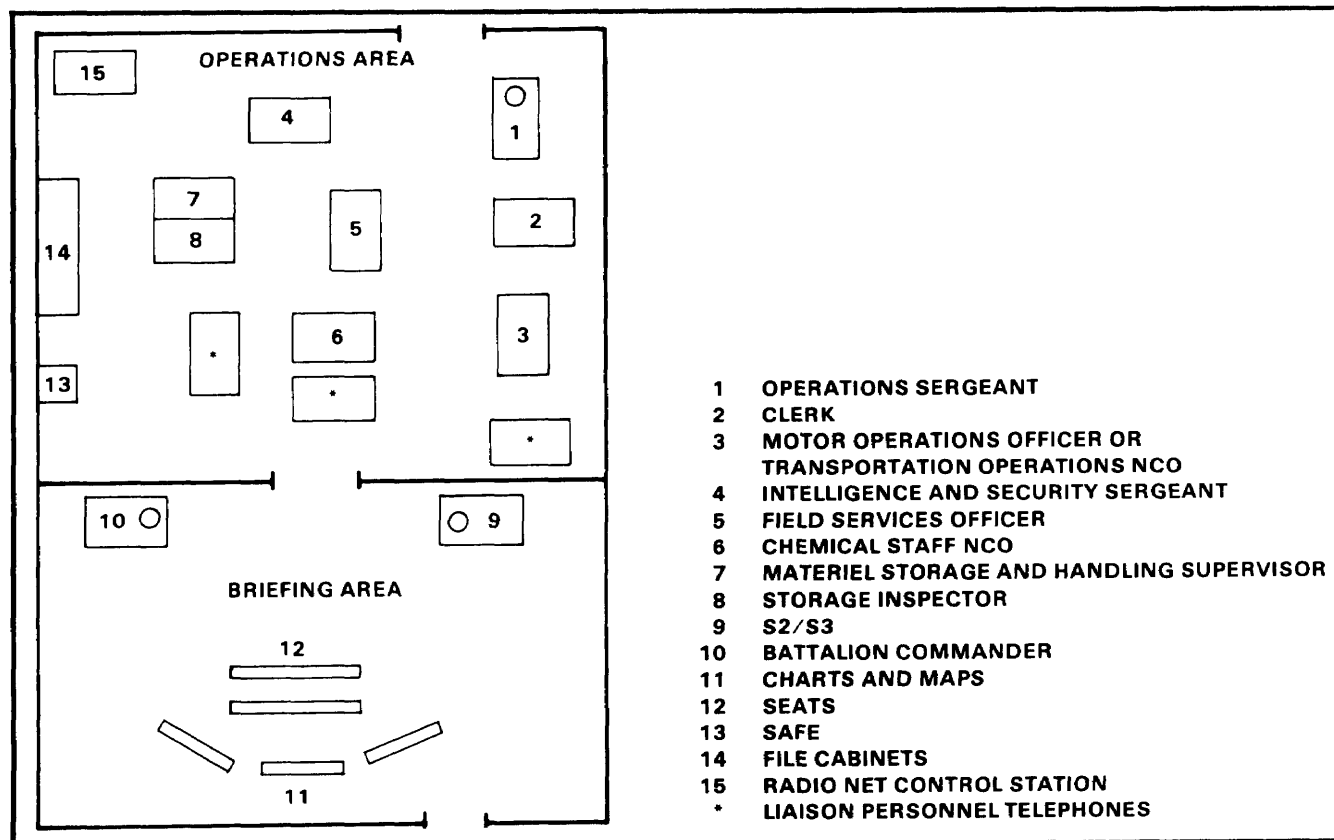 OPERATIONS AREA
15
4
1
7
5
2
8
14
6
3
*
13
*
*
10
9
BRIEFING AREA
12
11
1 OPERATIONS SERGEANT
2 CLERK
3 MOTOR OPERATIONS OFFICER OR
TRANSPORTATION OPERATIONS NCO
4 INTELLIGENCE AND SECURITY SERGEANT
5 FIELD SERVICES OFFICER
6 CHEMICAL STAFF NCO
7 MATERIEL STORAGE AND HANDLING SUPERVISOR
8 STORAGE INSPECTOR
9 S2/S3
10 BATTALION COMMANDER
11 CHARTS AND MAPS
12 SEATS
13 SAFE
14 FILE CABINETS
15 RADIO NET CONTROL STATION
* LIAISON PERSONNEL TELEPHONES